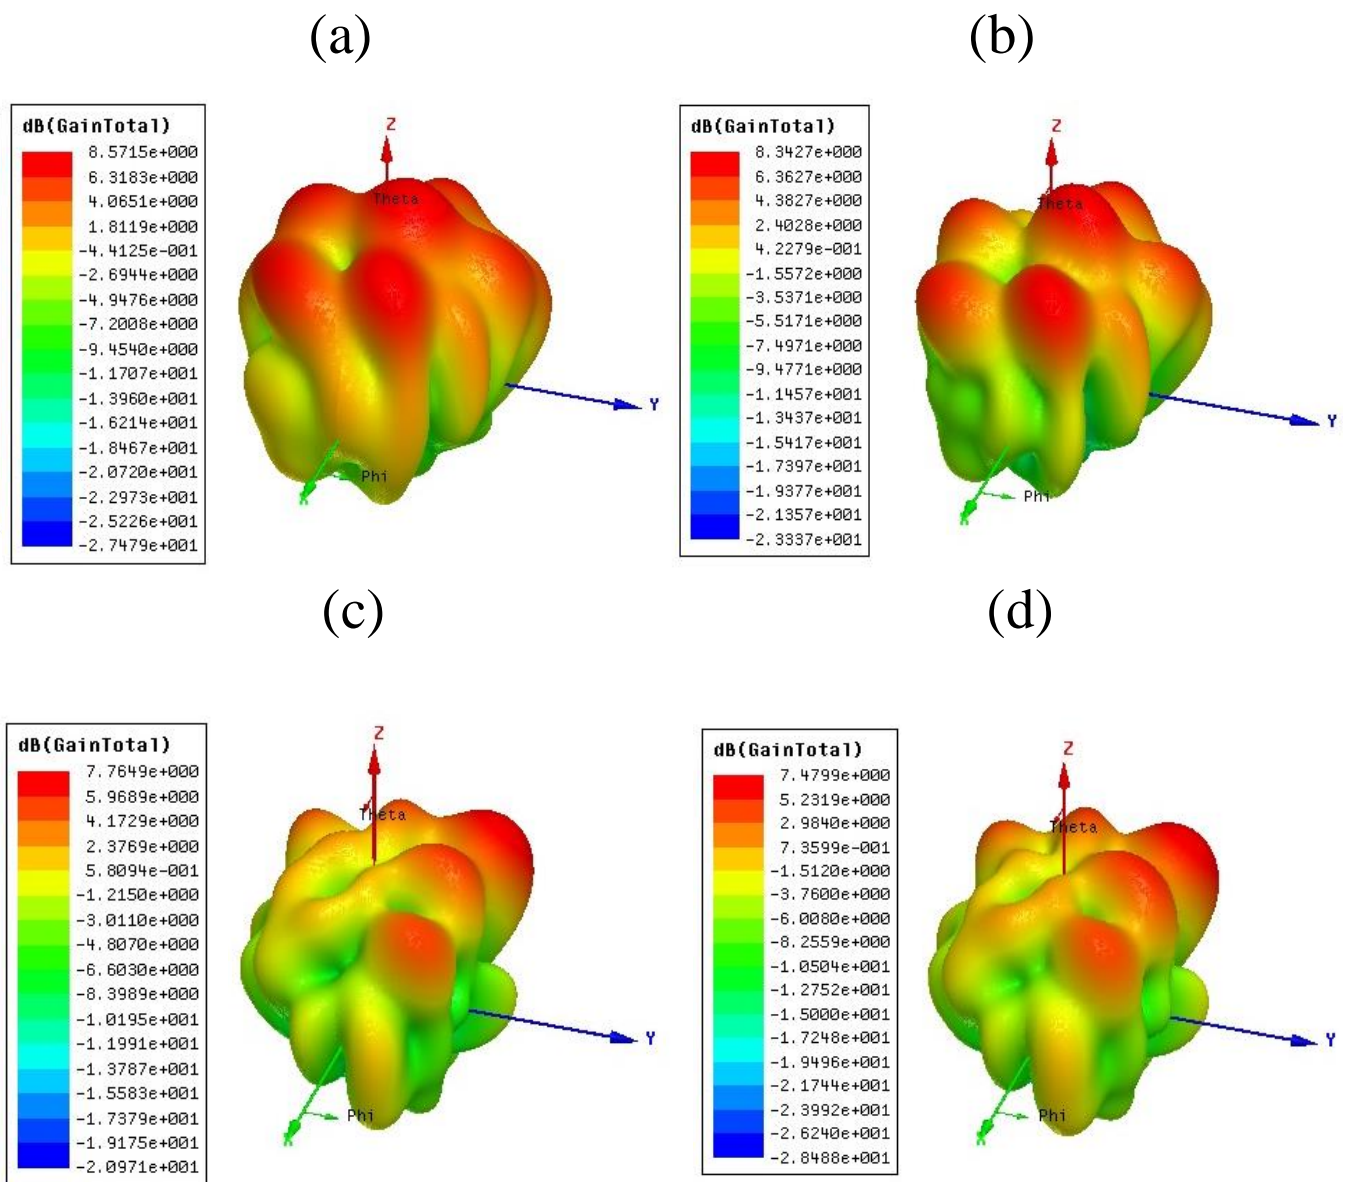 (a)
(b)
dB(GainTotal)
8.5715e+000
6.3183e+000
4.0651e+000
1.8119e+000
-4.4125e-001
-2.6944e+000
-4.9476e+000
-7.2008e+000
-9.4540e+000
-1.1707e+001
-1.3960e+001
-1.6214e+001
-1.8467e+001
-2.0720e+001
-2.2973e+001
-2.5226e+001
-2.7479e+001
Z
Theta
Y
Phi
X
dB(GainTotal)
8.3427e+000
6.3627e+000
4.3827e+000
2.4028e+000
4.2279e-001
-1.5572e+000
-3.5371e+000
-5.5171e+000
-7.4971e+000
-9.4771e+000
-1.1457e+001
-1.3437e+001
-1.5417e+001
-1.7397e+001
-1.9377e+001
-2.1357e+001
-2.3337e+001
Z
Theta
Y
Phi
X
(c)
(d)
dB(GainTotal)
7.7649e+000
5.9689e+000
4.1729e+000
2.3769e+000
5.8094e-001
-1.2150e+000
-3.0110e+000
-4.8070e+000
-6.6030e+000
-8.3989e+000
-1.0195e+001
-1.1991e+001
-1.3787e+001
-1.5583e+001
-1.7379e+001
-1.9175e+001
-2.0971e+001
Z
Theta
Y
Phi
X
dB(GainTotal)
7.4799e+000
5.2319e+000
2.9840e+000
7.3599e-001
-1.5120e+000
-3.7600e+000
-6.0080e+000
-8.2559e+000
-1.0504e+001
-1.2752e+001
-1.5000e+001
-1.7248e+001
-1.9496e+001
-2.1744e+001
-2.3992e+001
-2.6240e+001
-2.8488e+001
Z
Theta
Y
Phi
X